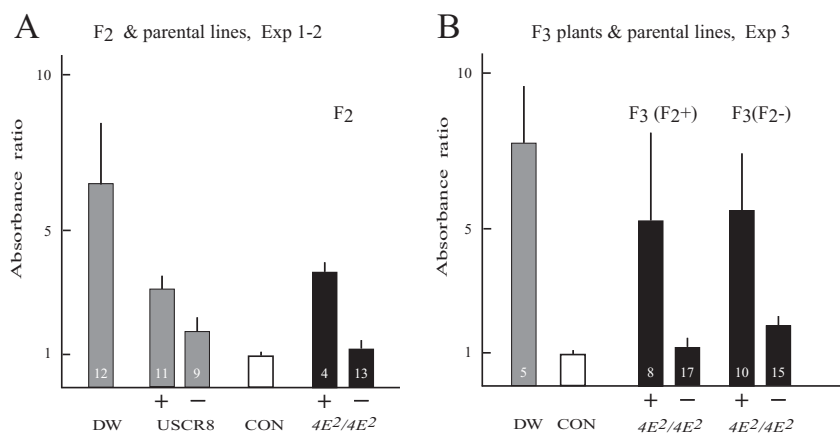 A
F2 & parental lines, Exp 1-2
10
5
1
Absorbance ratio
F2
12
11
9
4
13
+ − + −
DW USCR8 CON 4E²/4E²
B
F3 plants & parental lines, Exp 3
10
5
1
Absorbance ratio
F3 (F2+) F3(F2-)
5
8
17
10
15
+ − + −
DW CON 4E²/4E² 4E²/4E²